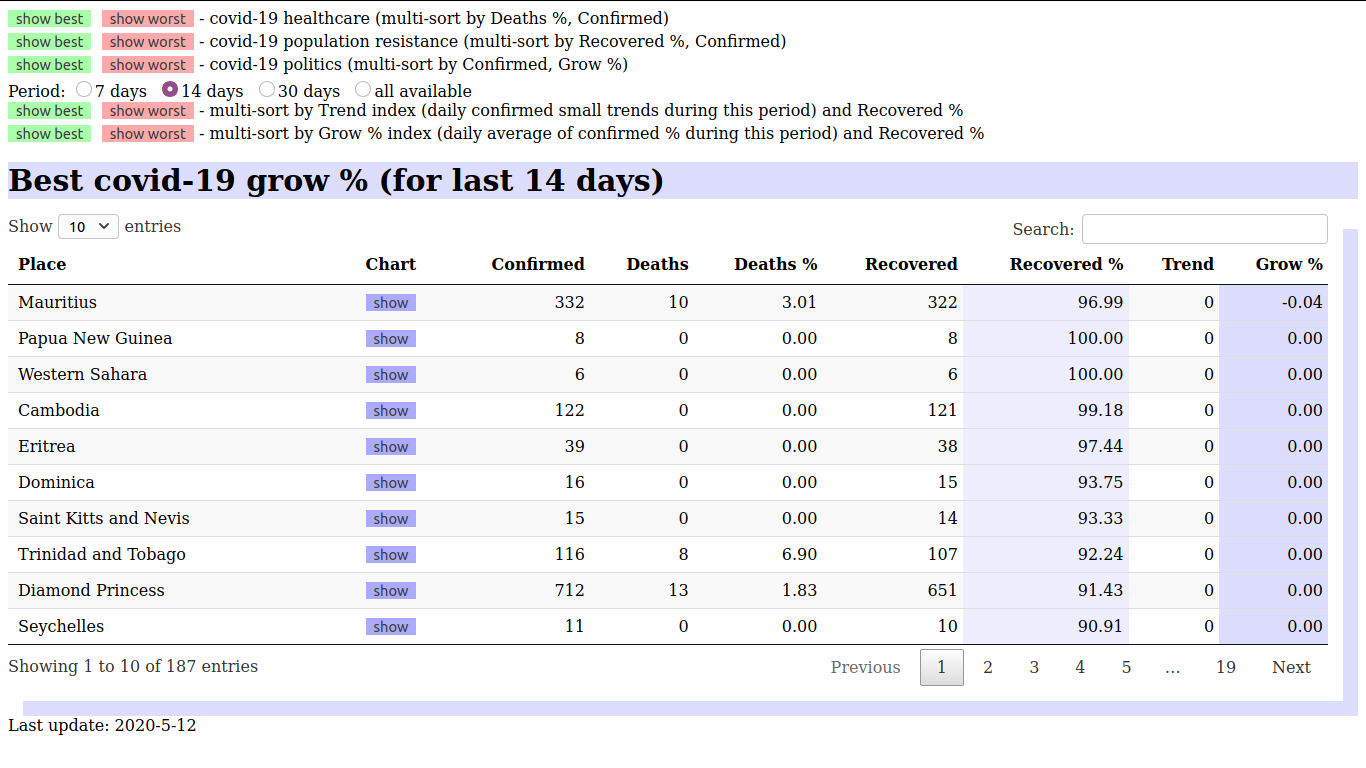 show best show worst - covid-19 healthcare (multi-sort by Deaths %, Confirmed)
show best show worst - covid-19 population resistance (multi-sort by Recovered %, Confirmed)
show best show worst - covid-19 politics (multi-sort by Confirmed, Grow %)
Period: 7 days 14 days 30 days all available
show best show worst - multi-sort by Trend index (daily confirmed small trends during this period) and Recovered %
show best show worst - multi-sort by Grow % index (daily average of confirmed % during this period) and Recovered %
Best covid-19 grow % (for last 14 days)
Show 10 entries Search:
Place Chart Confirmed Deaths Deaths % Recovered Recovered % Trend Grow %
Mauritius show 332 10 3.01 322 96.99 0 -0.04
Papua New Guinea show 8 0 0.00 8 100.00 0 0.00
Western Sahara show 6 0 0.00 6 100.00 0 0.00
Cambodia show 122 0 0.00 121 99.18 0 0.00
Eritrea show 39 0 0.00 38 97.44 0 0.00
Dominica show 16 0 0.00 15 93.75 0 0.00
Saint Kitts and Nevis show 15 0 0.00 14 93.33 0 0.00
Trinidad and Tobago show 116 8 6.90 107 92.24 0 0.00
Diamond Princess show 712 13 1.83 651 91.43 0 0.00
Seychelles show 11 0 0.00 10 90.91 0 0.00
Showing 1 to 10 of 187 entries Previous 1 2 3 4 5 … 19 Next
Last update: 2020-5-12